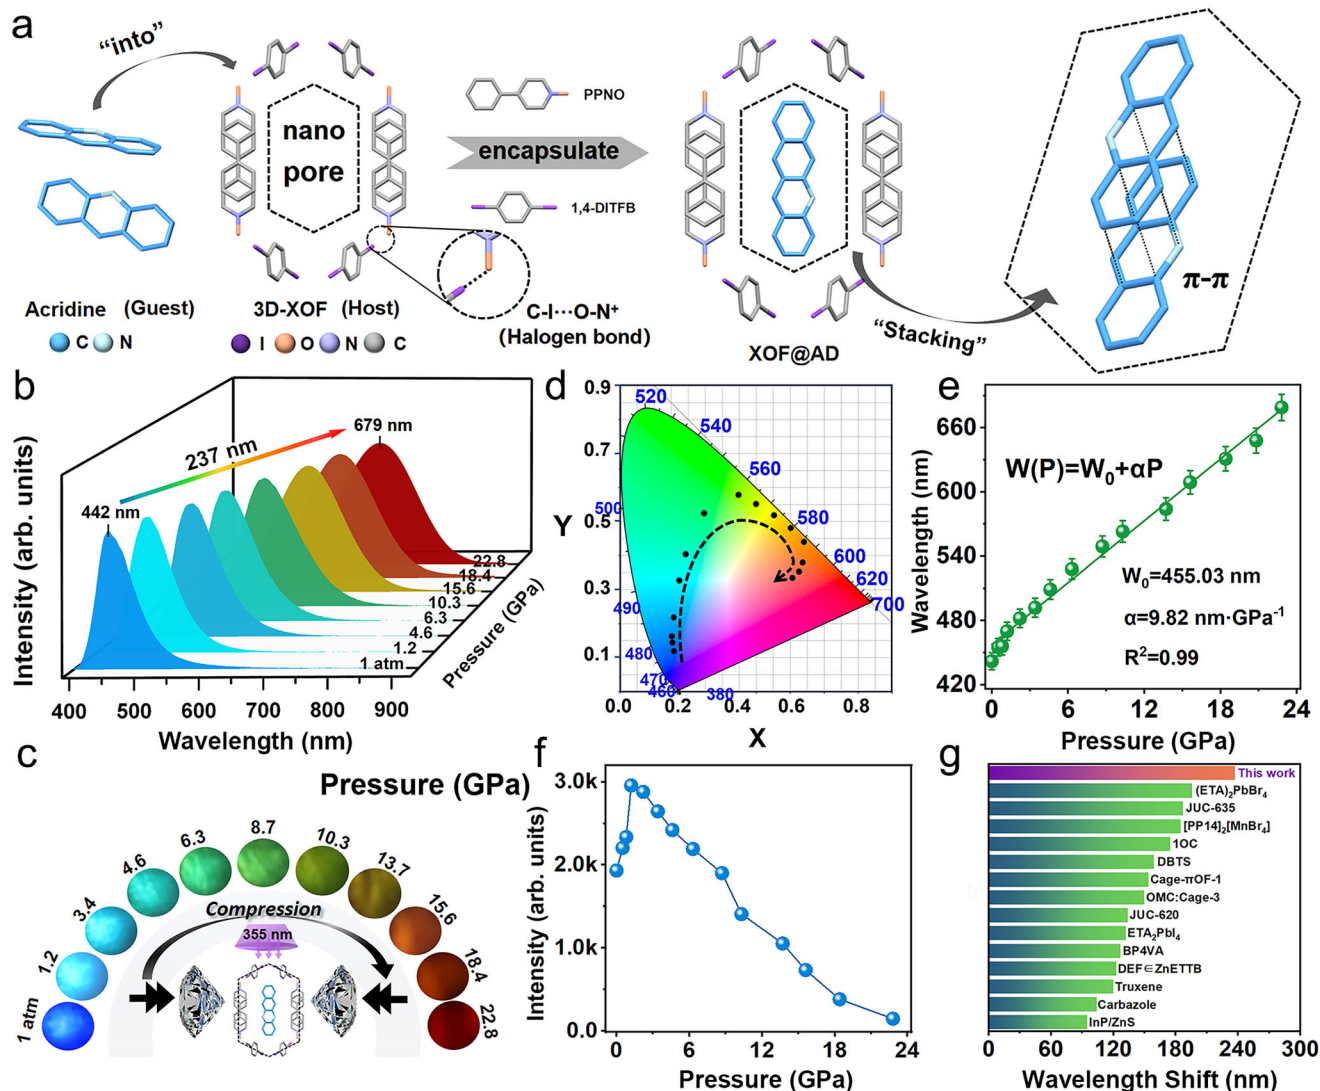 a
"into"
nano
pore
PPNO
encapsulate
1,4-DITFB
Acridine (Guest)
C N
3D-XOF (Host)
I O N C
C-I···O-N⁺
(Halogen bond)
XOF@AD
"Stacking"
π-π
b
Intensity (arb. units)
442 nm
237 nm
679 nm
22.8
18.4
15.6
10.3
6.3
4.6
1.2
1 atm
Pressure (GPa)
400 500 600 700 800 900
Wavelength (nm)
d
0.9
0.7
0.5
0.3
0.1
Y
520
540
560
580
600
620
700
500
490
480
470
460
380
0.0 0.2 0.4 0.6 0.8
X
e
Wavelength (nm)
660
600
540
480
420
W(P)=W₀+αP
W₀=455.03 nm
α=9.82 nm·GPa⁻¹
R²=0.99
0 6 12 18 24
Pressure (GPa)
c
Pressure (GPa)
1 atm
1.2
3.4
4.6
6.3
8.7
10.3
13.7
15.6
18.4
22.8
Compression
355 nm
f
Intensity (arb. units)
3.0k
2.0k
1.0k
0.0
0 6 12 18 24
Pressure (GPa)
g
This work
(ETA)₂PbBr₄
JUC-635
[PP14]₂[MnBr₄]
1OC
DBTS
Cage-πOF-1
OMC:Cage-3
JUC-620
ETA₂PbI₄
BP4VA
DEF∈ZnETTB
Truxene
Carbazole
InP/ZnS
0 60 120 180 240 300
Wavelength Shift (nm)